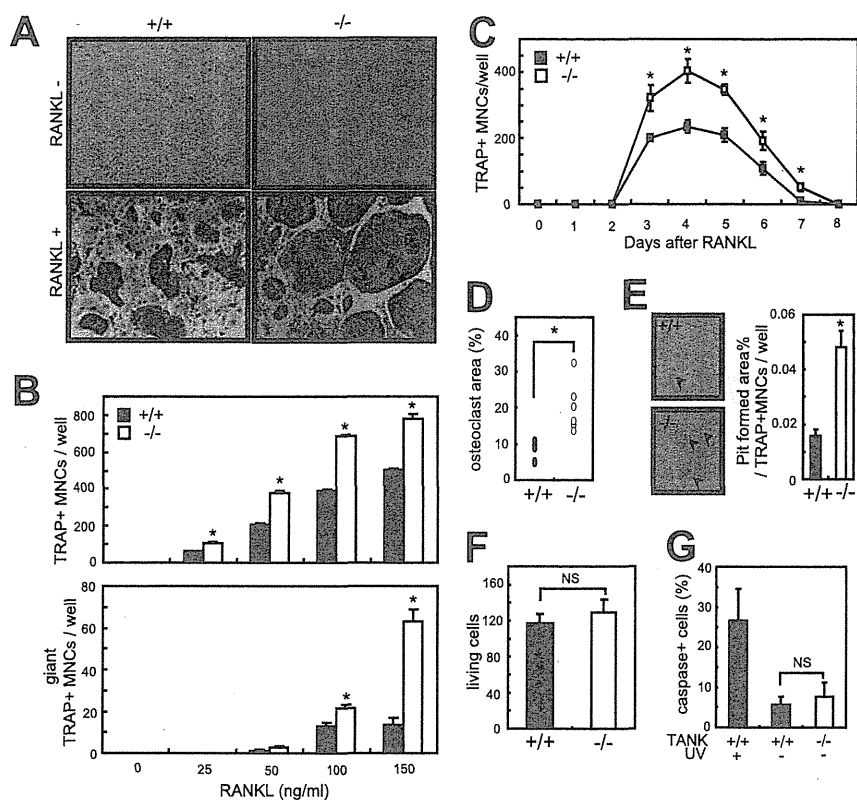 A
+/+
-/-
RANKL -
RANKL +
B
+/+
-/-
TRAP+ MNCs / well
800
600
400
200
0
* * * *
giant
TRAP+ MNCs / well
80
60
40
20
0
* *
0 25 50 100 150
RANKL (ng/ml)
C
+/+
-/-
TRAP+ MNCs/well
400
200
0
* * * * *
0 1 2 3 4 5 6 7 8
Days after RANKL
D
osteoclast area (%)
40
30
20
10
0
*
+/+ -/-
E
+/+
-/-
Pit formed area%
/ TRAP+MNCs / well
0.06
0.04
0.02
0
*
+/+ -/-
F
living cells
160
120
80
40
0
NS
+/+ -/-
G
caspase+ cells (%)
40
30
20
10
0
NS
TANK +/+ +/+ -/-
UV + - -